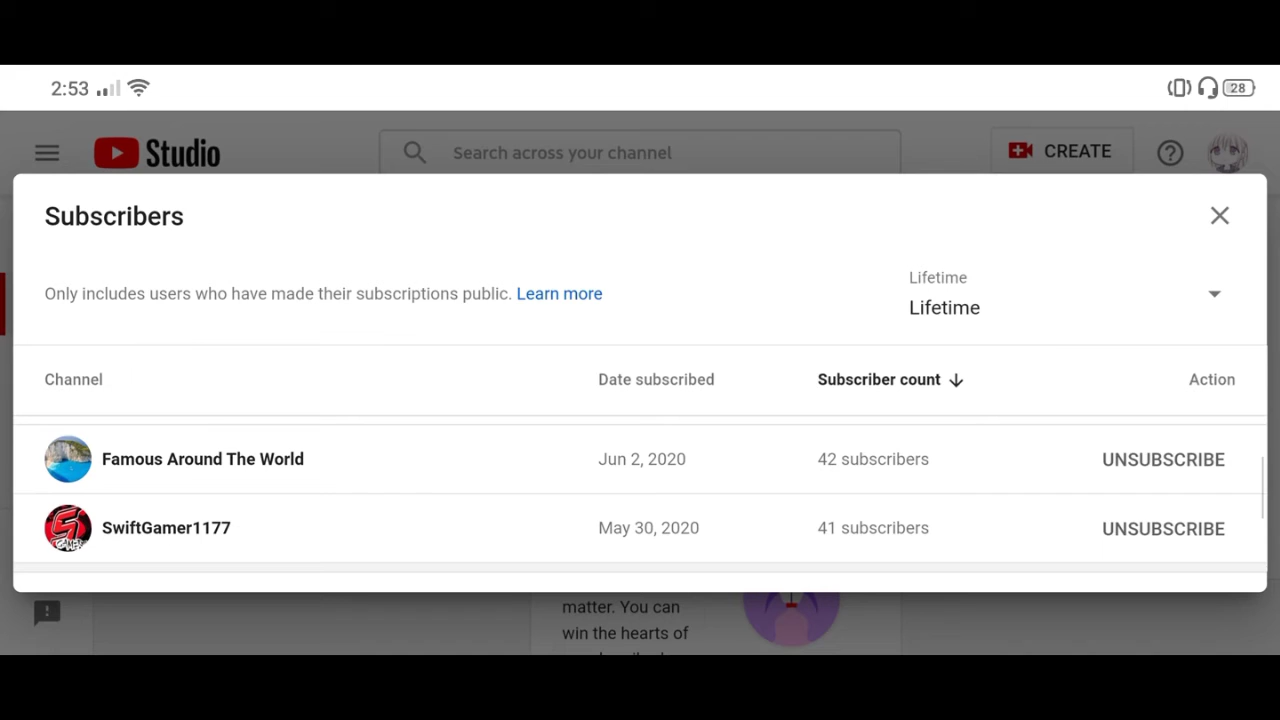 2:53
28
Studio
Search across your channel
CREATE
Subscribers
Only includes users who have made their subscriptions public. Learn more
Lifetime
Lifetime
Channel
Date subscribed
Subscriber count
Action
Famous Around The World
Jun 2, 2020
42 subscribers
UNSUBSCRIBE
SwiftGamer1177
May 30, 2020
41 subscribers
UNSUBSCRIBE
matter. You can
win the hearts of